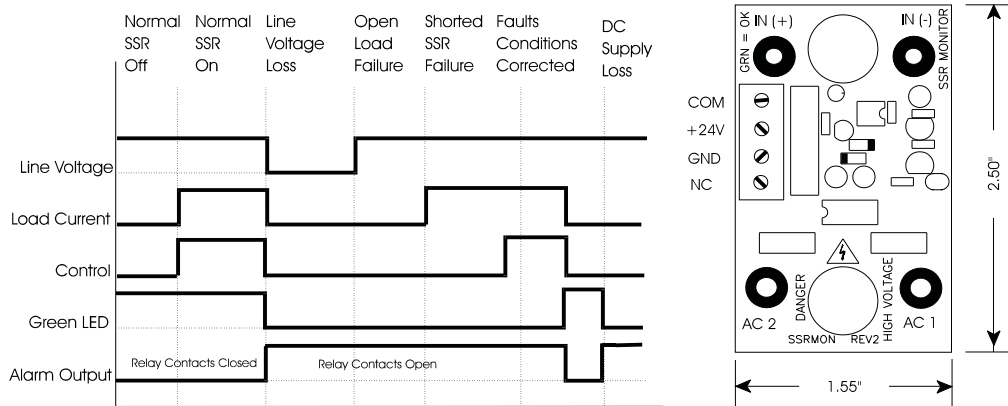 Normal SSR Off
Normal SSR On
Line Voltage Loss
Open Load Failure
Shorted SSR Failure
Faults Conditions Corrected
DC Supply Loss
Line Voltage
Load Current
Control
Green LED
Alarm Output
Relay Contacts Closed
Relay Contacts Open
GRN = OK
IN (+)
IN (-)
SSR MONITOR
COM
+24V
GND
NC
DANGER
HIGH VOLTAGE
AC 2
AC 1
SSRMON REV2
2.50"
1.55"